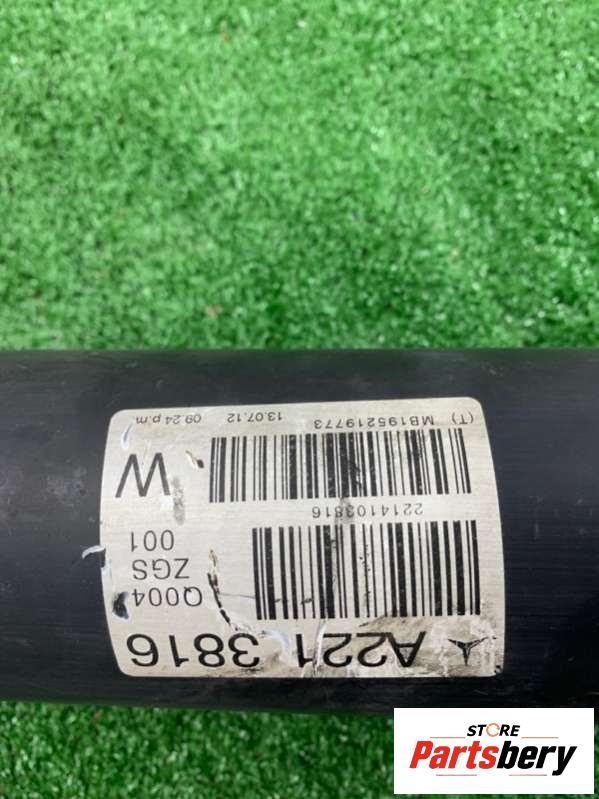 A221 3816
Q004
ZGS
001
2214103816
W
(T) MB195219773 13.07.12 09.24 p.m.
STORE
Partsbery